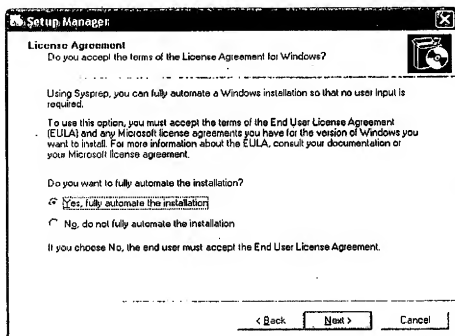 Setup Manager
License Agreement
Do you accept the terms of the License Agreement for Windows?
Using Sysprep, you can fully automate a Windows installation so that no user input is
required.
To use this option, you must accept the terms of the End User License Agreement
(EULA) and any Microsoft license agreements you have for the version of Windows you
want to install. For more information about the EULA, consult your documentation or
your Microsoft license agreement.
Do you want to fully automate the installation?
Yes, fully automate the installation
No, do not fully automate the installation
If you choose No, the end user must accept the End User License Agreement.
< Back
Next >
Cancel